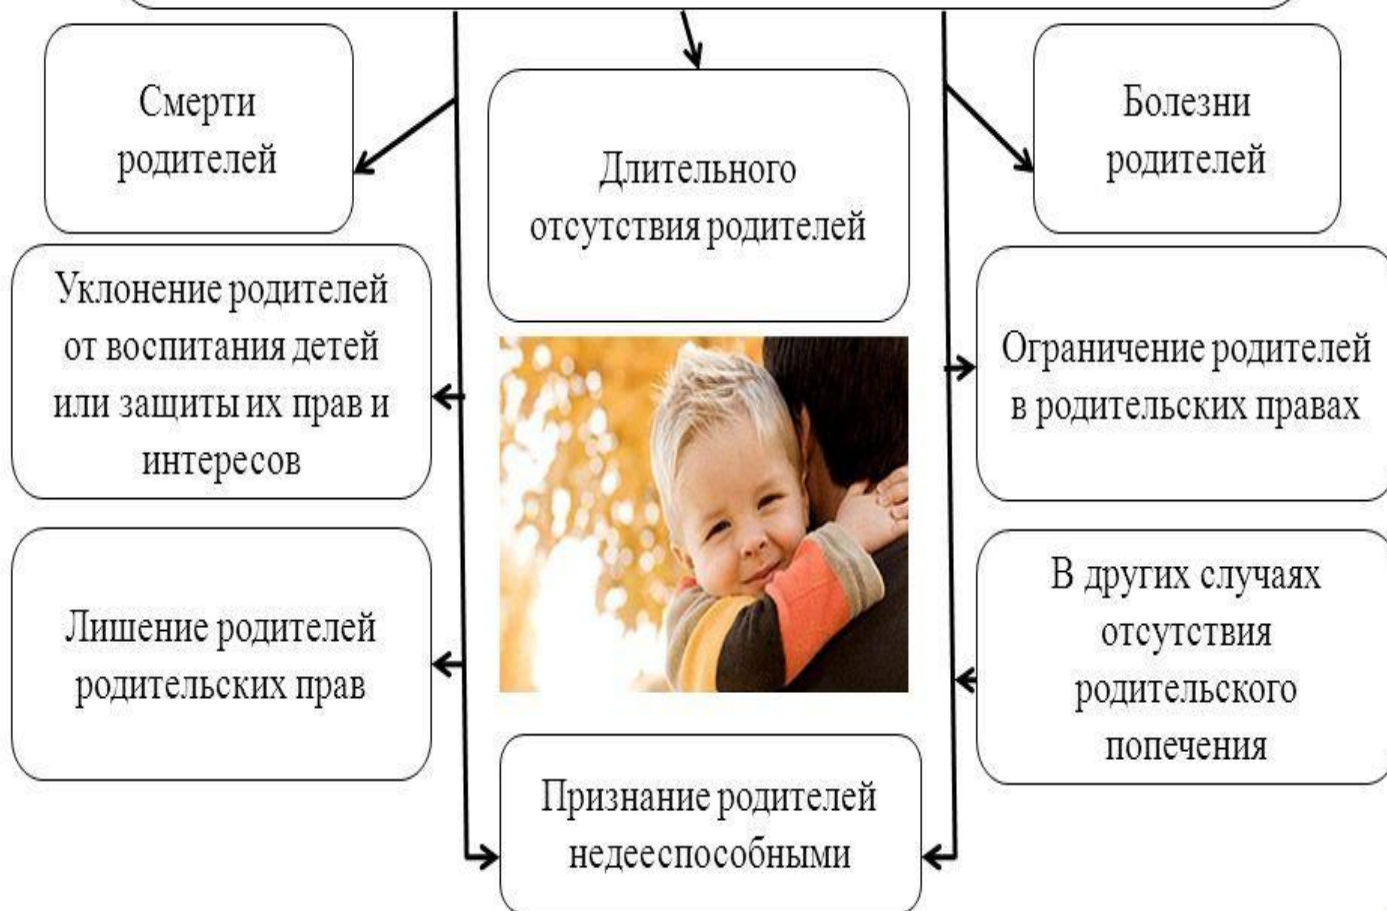 Смерти
родителей
Длительного
отсутствия родителей
Болезни
родителей
Уклонение родителей
от воспитания детей
или защиты их прав и
интересов
Ограничение родителей
в родительских правах
Лишение родителей
родительских прав
В других случаях
отсутствия
родительского
попечения
Признание родителей
недееспособными